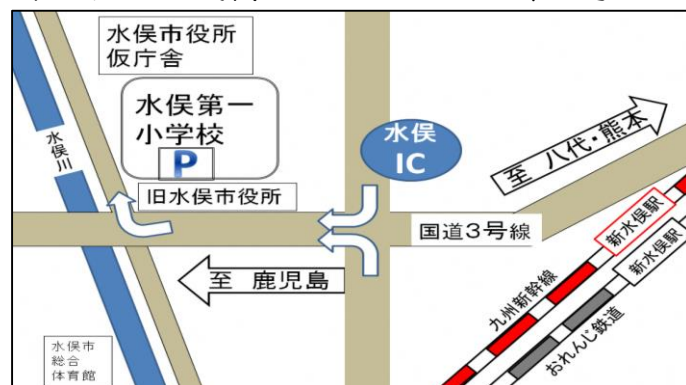 水俣市役所
仮庁舎
水俣第一
小学校
P
旧水俣市役所
水俣川
水俣
IC
至 八代・熊本
国道3号線
至 鹿児島
新水俣駅
新水俣駅
九州新幹線
おれんじ鉄道
水俣市
総合
体育館